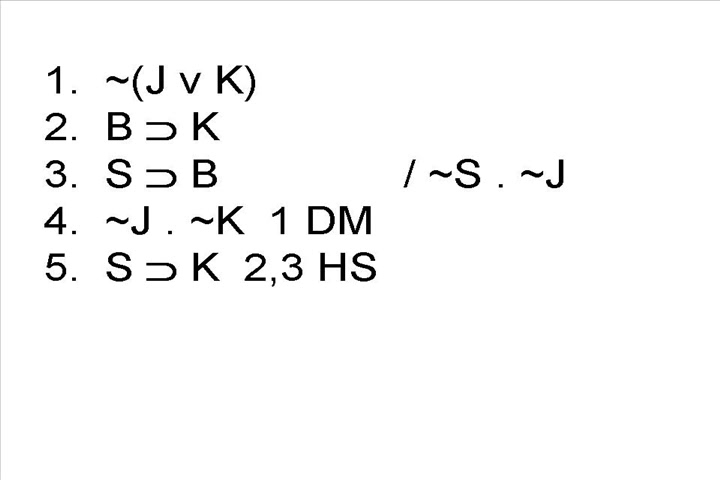 1. ~(J v K)
2. B ⊃ K
3. S ⊃ B / ~S . ~J
4. ~J . ~K 1 DM
5. S ⊃ K 2,3 HS